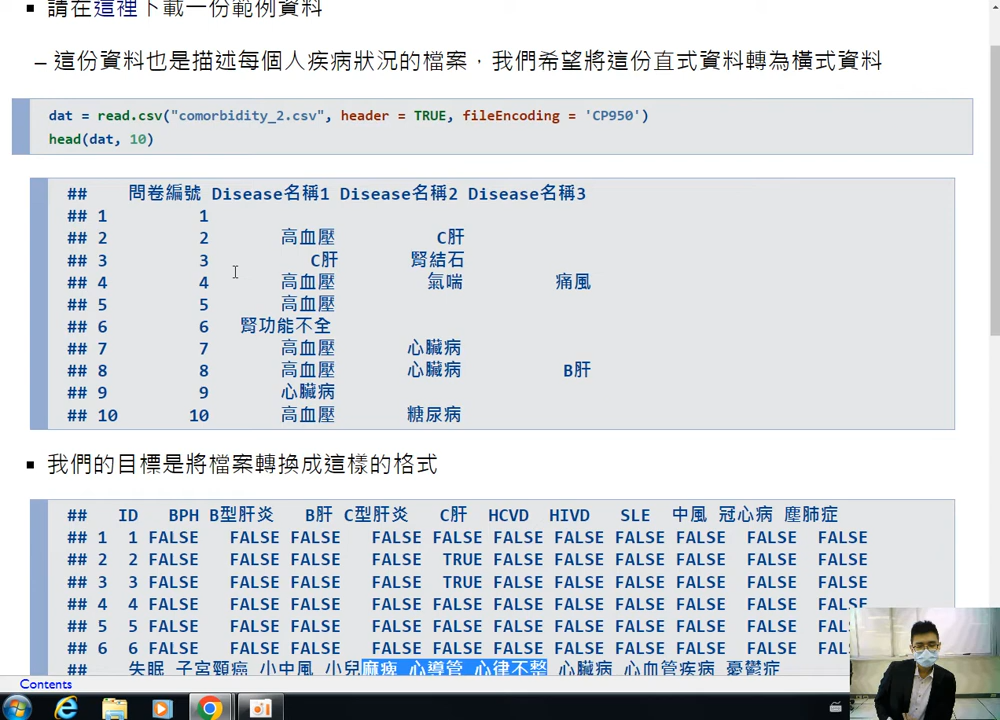 ▪ 請在這裡下載一份範例資料
– 這份資料也是描述每個人疾病狀況的檔案，我們希望將這份直式資料轉為橫式資料
dat = read.csv("comorbidity_2.csv", header = TRUE, fileEncoding = 'CP950')
head(dat, 10)
## 問卷編號 Disease名稱1 Disease名稱2 Disease名稱3
## 1 1
## 2 2 高血壓 C肝
## 3 3 C肝 腎結石
## 4 4 高血壓 氣喘 痛風
## 5 5 高血壓
## 6 6 腎功能不全
## 7 7 高血壓 心臟病
## 8 8 高血壓 心臟病 B肝
## 9 9 心臟病
## 10 10 高血壓 糖尿病
▪ 我們的目標是將檔案轉換成這樣的格式
## ID BPH B型肝炎 B肝 C型肝炎 C肝 HCVD HIVD SLE 中風 冠心病 塵肺症
## 1 1 FALSE FALSE FALSE FALSE FALSE FALSE FALSE FALSE FALSE FALSE FALSE
## 2 2 FALSE FALSE FALSE FALSE TRUE FALSE FALSE FALSE FALSE FALSE FALSE
## 3 3 FALSE FALSE FALSE FALSE TRUE FALSE FALSE FALSE FALSE FALSE FALSE
## 4 4 FALSE FALSE FALSE FALSE FALSE FALSE FALSE FALSE FALSE FALSE FALSE
## 5 5 FALSE FALSE FALSE FALSE FALSE FALSE FALSE FALSE FALSE FALSE
## 6 6 FALSE FALSE FALSE FALSE FALSE FALSE FALSE FALSE FALSE FALSE
## 失眠 子宮頸癌 小中風 小兒麻痺 心導管 心律不整 心臟病 心血管疾病 憂鬱症
Contents